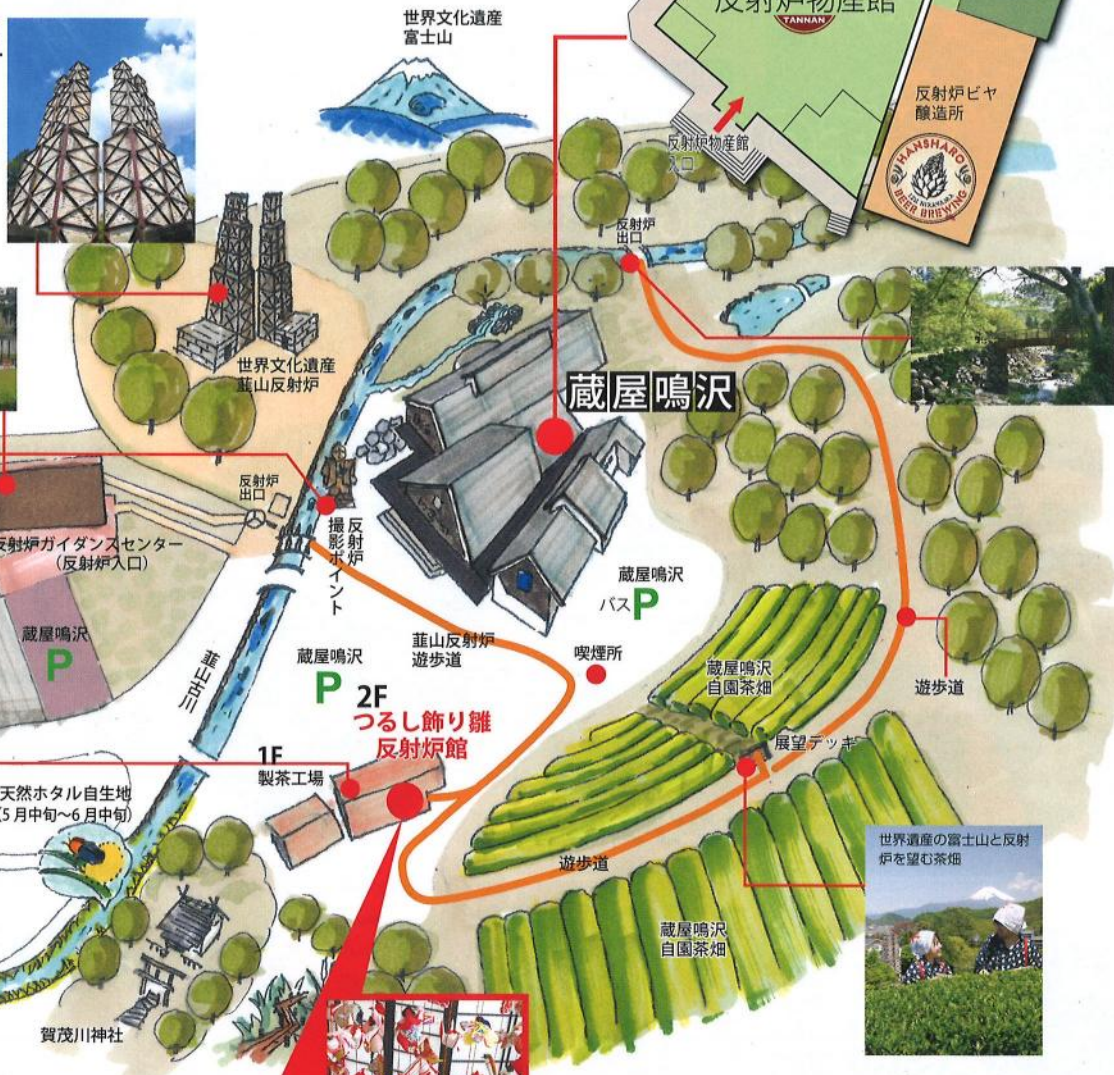 世界文化遺産
富士山
反射炉物産館
TANNAN
反射炉ビヤ
醸造所
HANSHARO
BEER BREWING
反射炉物産館
入口
反射炉
出口
世界文化遺産
韮山反射炉
蔵屋鳴沢
反射炉
出口
反射炉
撮影ポイント
反射炉ガイダンスセンター
(反射炉入口)
蔵屋鳴沢
P
韮山古川
蔵屋鳴沢
P
韮山反射炉
遊歩道
蔵屋鳴沢
バスP
喫煙所
蔵屋鳴沢
自園茶畑
遊歩道
展望デッキ
2F
つるし飾り雛
反射炉館
1F
製茶工場
天然ホタル自生地
(5月中旬～6月中旬)
遊歩道
蔵屋鳴沢
自園茶畑
世界遺産の富士山と反射
炉を望む茶畑
賀茂川神社